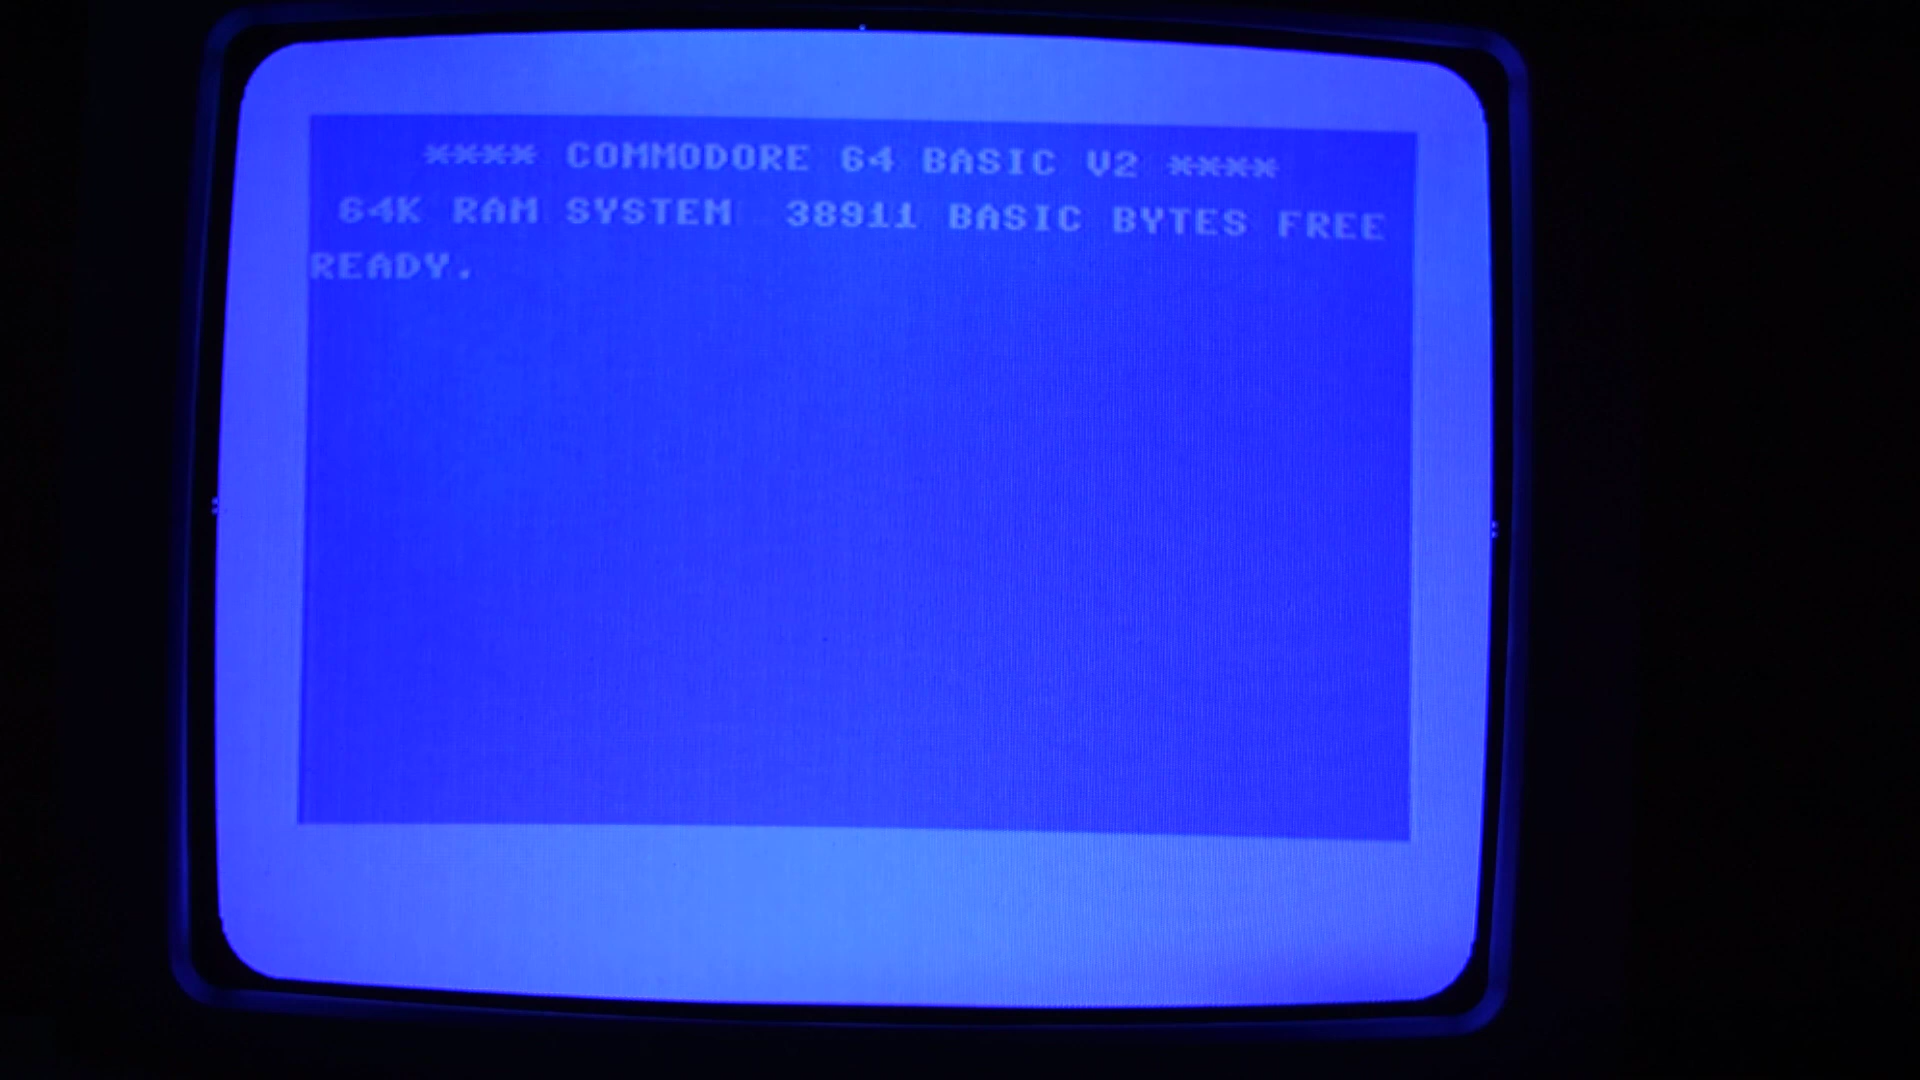 **** COMMODORE 64 BASIC V2 ****
64K RAM SYSTEM  38911 BASIC BYTES FREE
READY.